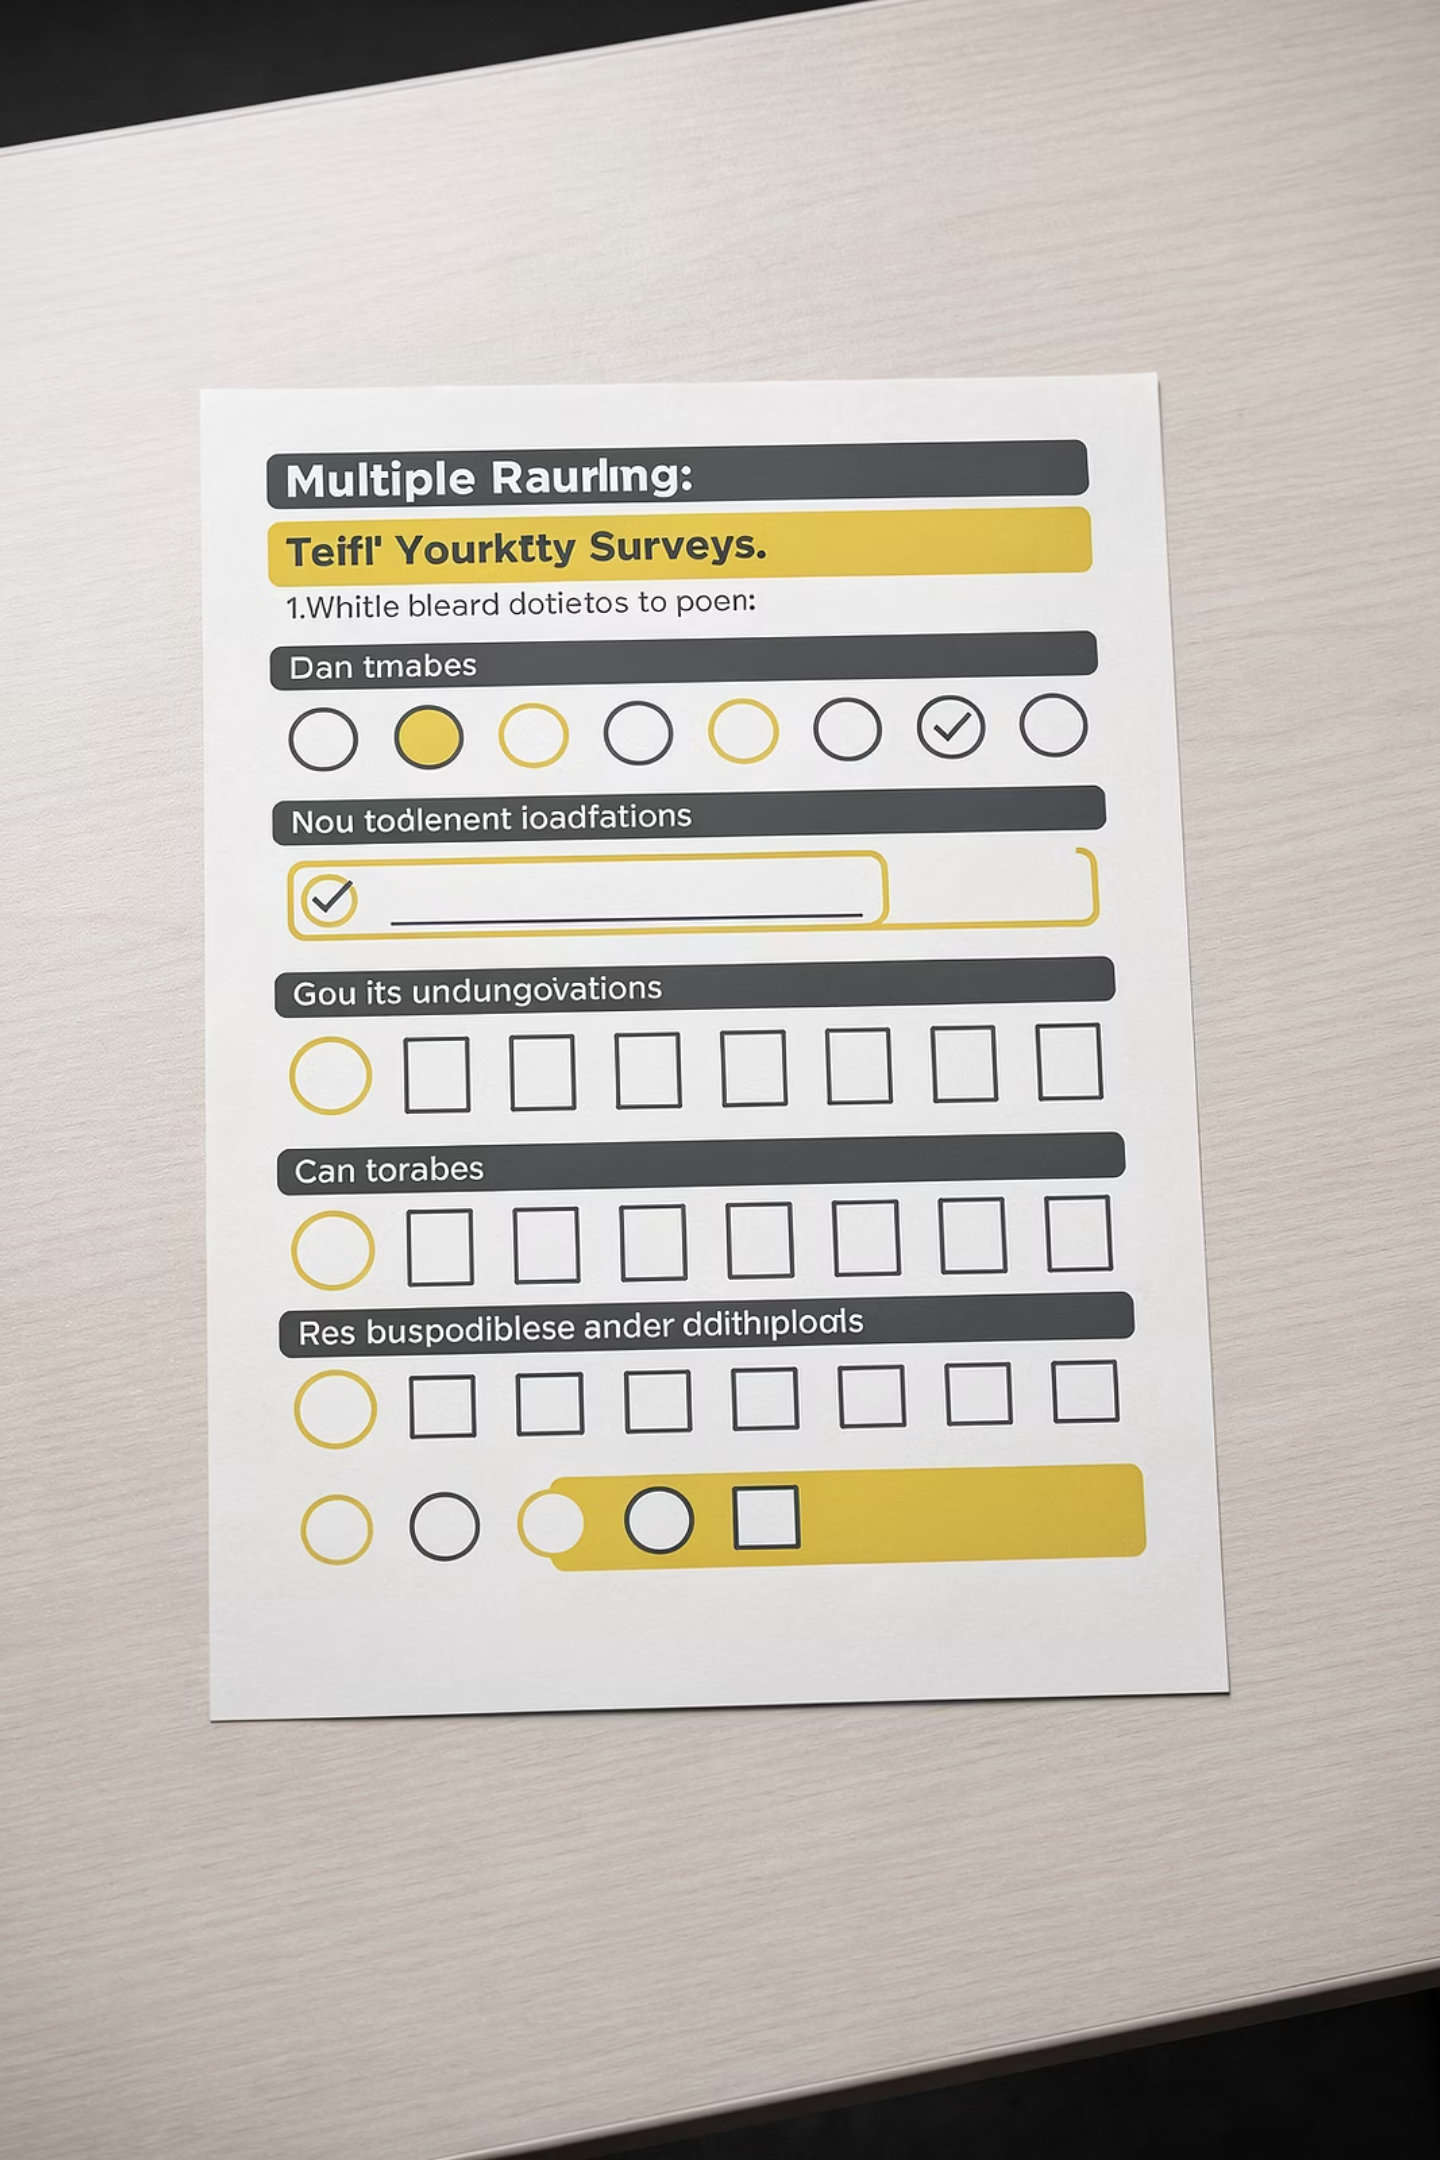 Multiple Raurlıng:
Teifl' Yourktty Surveys.
1.Whitle bleard dotietos to poen:
Dan tmabes
Nou todlenent ioadfations
Gou its undungovations
Can torabes
Res buspodiblese ander ddithıplools